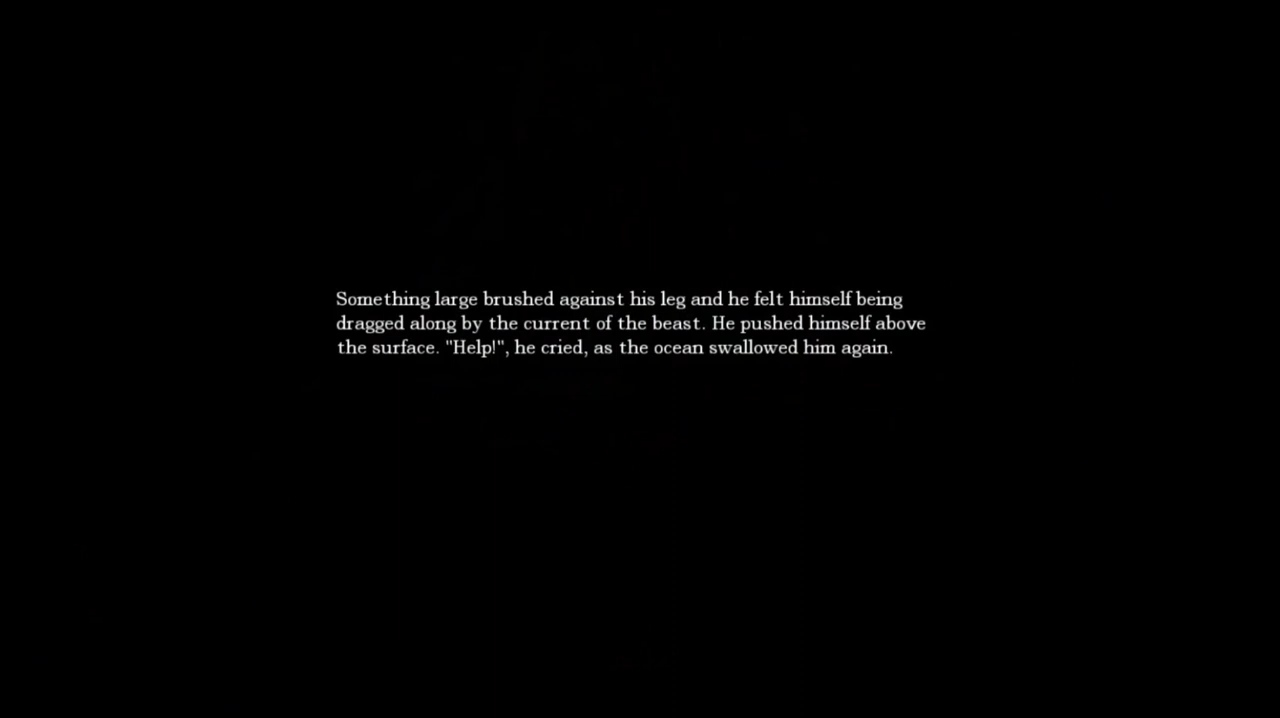 Something large brushed against his leg and he felt himself being
dragged along by the current of the beast. He pushed himself above
the surface. "Help!", he cried, as the ocean swallowed him again.